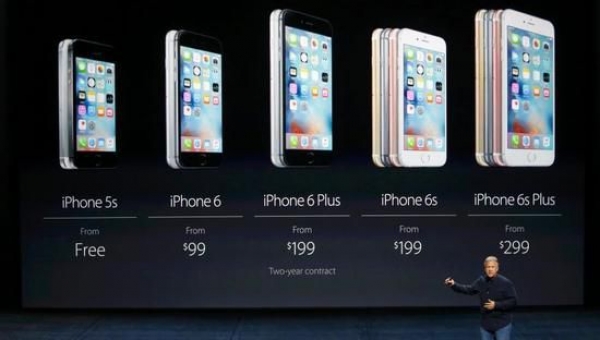 iPhone 5s
From
Free
iPhone 6
From
$99
iPhone 6 Plus
From
$199
Two-year contract
iPhone 6s
From
$199
iPhone 6s Plus
From
$299